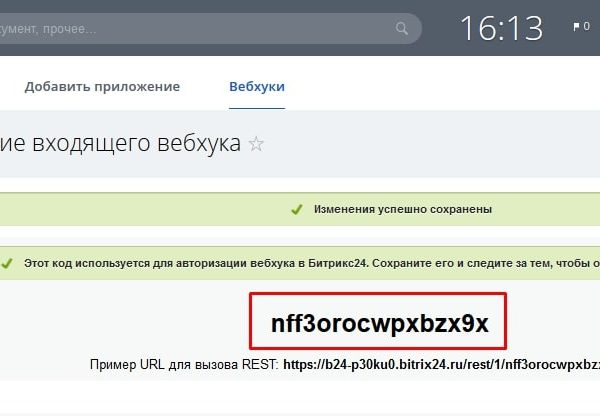 кумент, прочее...
16:13
0
Добавить приложение Вебхуки
ие входящего вебхука
Изменения успешно сохранены
Этот код используется для авторизации вебхука в Битрикс24. Сохраните его и следите за тем, чтобы о
nff3orocwpxbzx9x
Пример URL для вызова REST: https://b24-p30ku0.bitrix24.ru/rest/1/nff3orocwpxbz